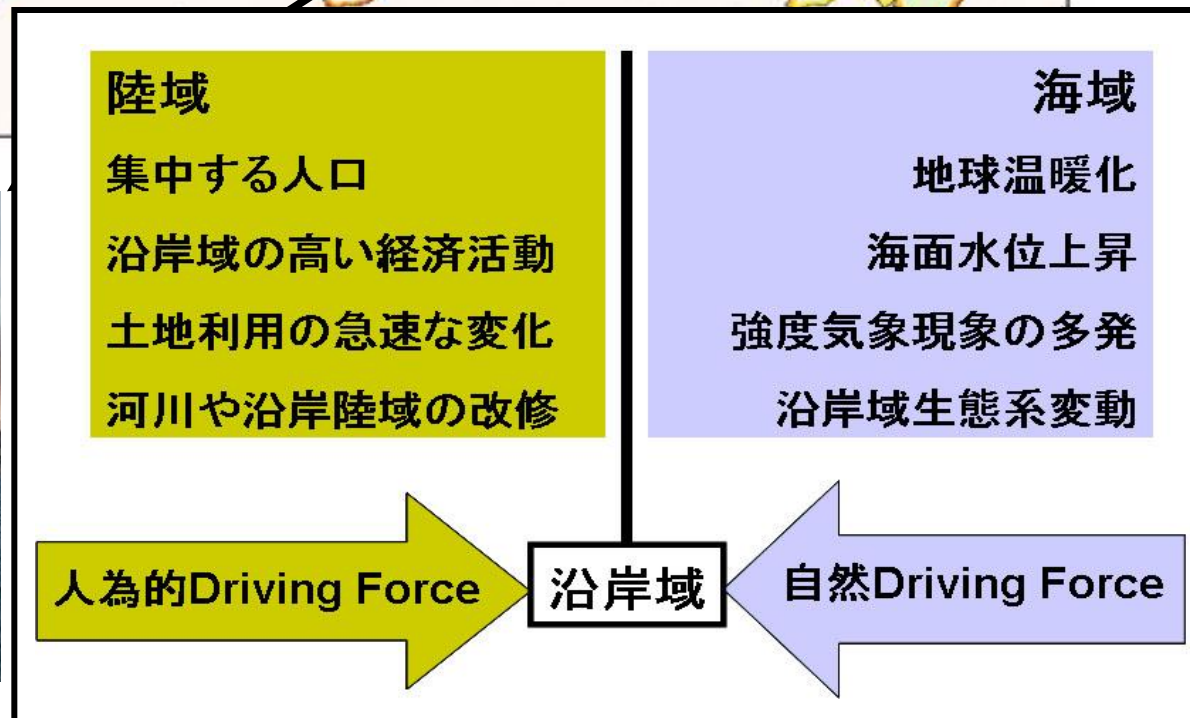 陸域
集中する人口
沿岸域の高い経済活動
土地利用の急速な変化
河川や沿岸陸域の改修
海域
地球温暖化
海面水位上昇
強度気象現象の多発
沿岸域生態系変動
人為的Driving Force
沿岸域
自然Driving Force